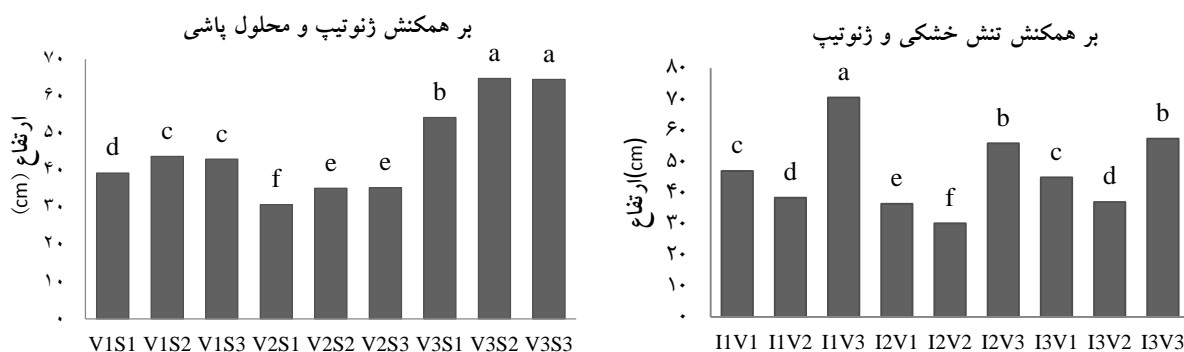 بر همکنش ژنوتیپ و محلول پاشی
ارتفاع (cm)
۷۰
۶۰
۵۰
۴۰
۳۰
۲۰
۱۰
۰
d c c f e e b a a
V1S1 V1S2 V1S3 V2S1 V2S2 V2S3 V3S1 V3S2 V3S3
بر همکنش تنش خشکی و ژنوتیپ
ارتفاع(cm)
۸۰
۷۰
۶۰
۵۰
۴۰
۳۰
۲۰
۱۰
۰
c d a e f b c d b
I1V1 I1V2 I1V3 I2V1 I2V2 I2V3 I3V1 I3V2 I3V3